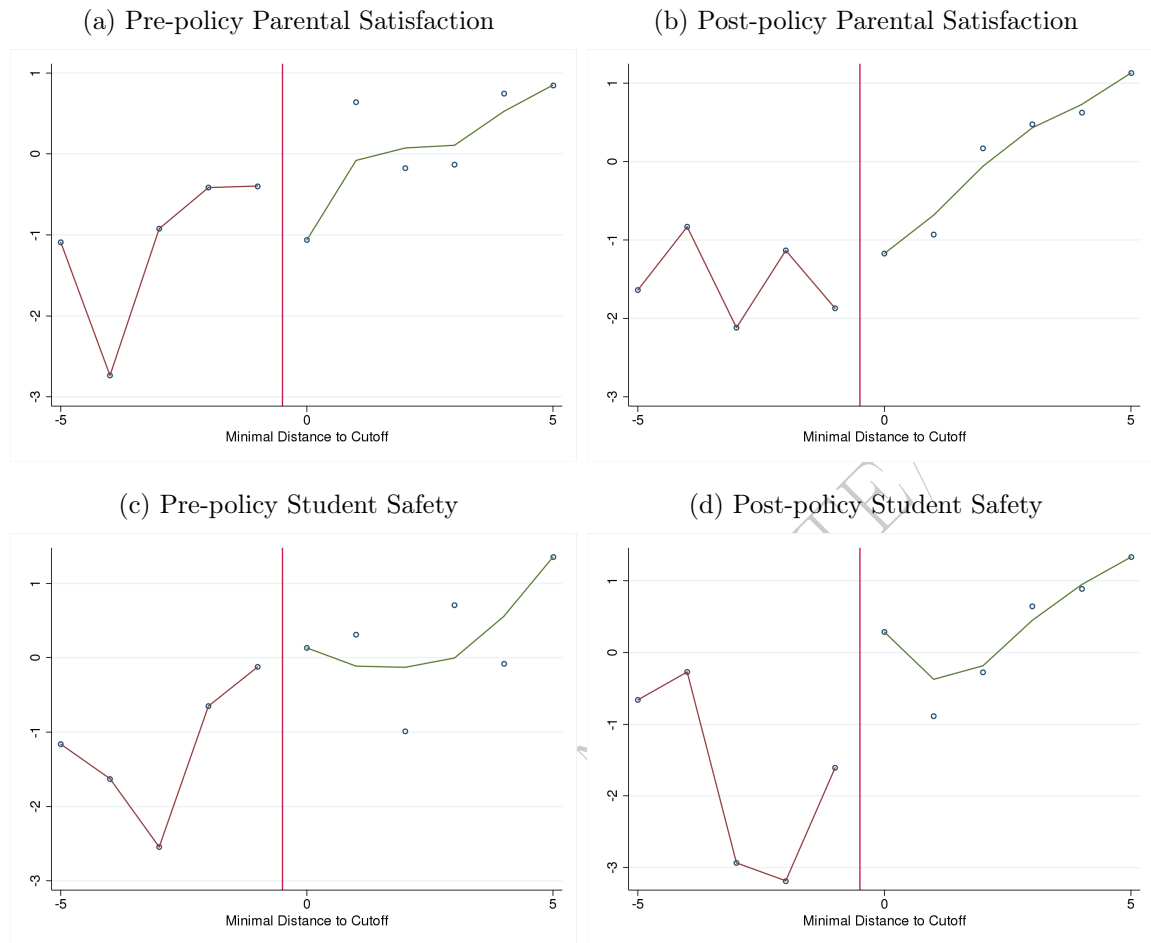 (a) Pre-policy Parental Satisfaction
1
0
-1
-2
-3
-5 0 5
Minimal Distance to Cutoff
(b) Post-policy Parental Satisfaction
1
0
-1
-2
-3
-5 0 5
Minimal Distance to Cutoff
(c) Pre-policy Student Safety
1
0
-1
-2
-3
-5 0 5
Minimal Distance to Cutoff
(d) Post-policy Student Safety
1
0
-1
-2
-3
-5 0 5
Minimal Distance to Cutoff